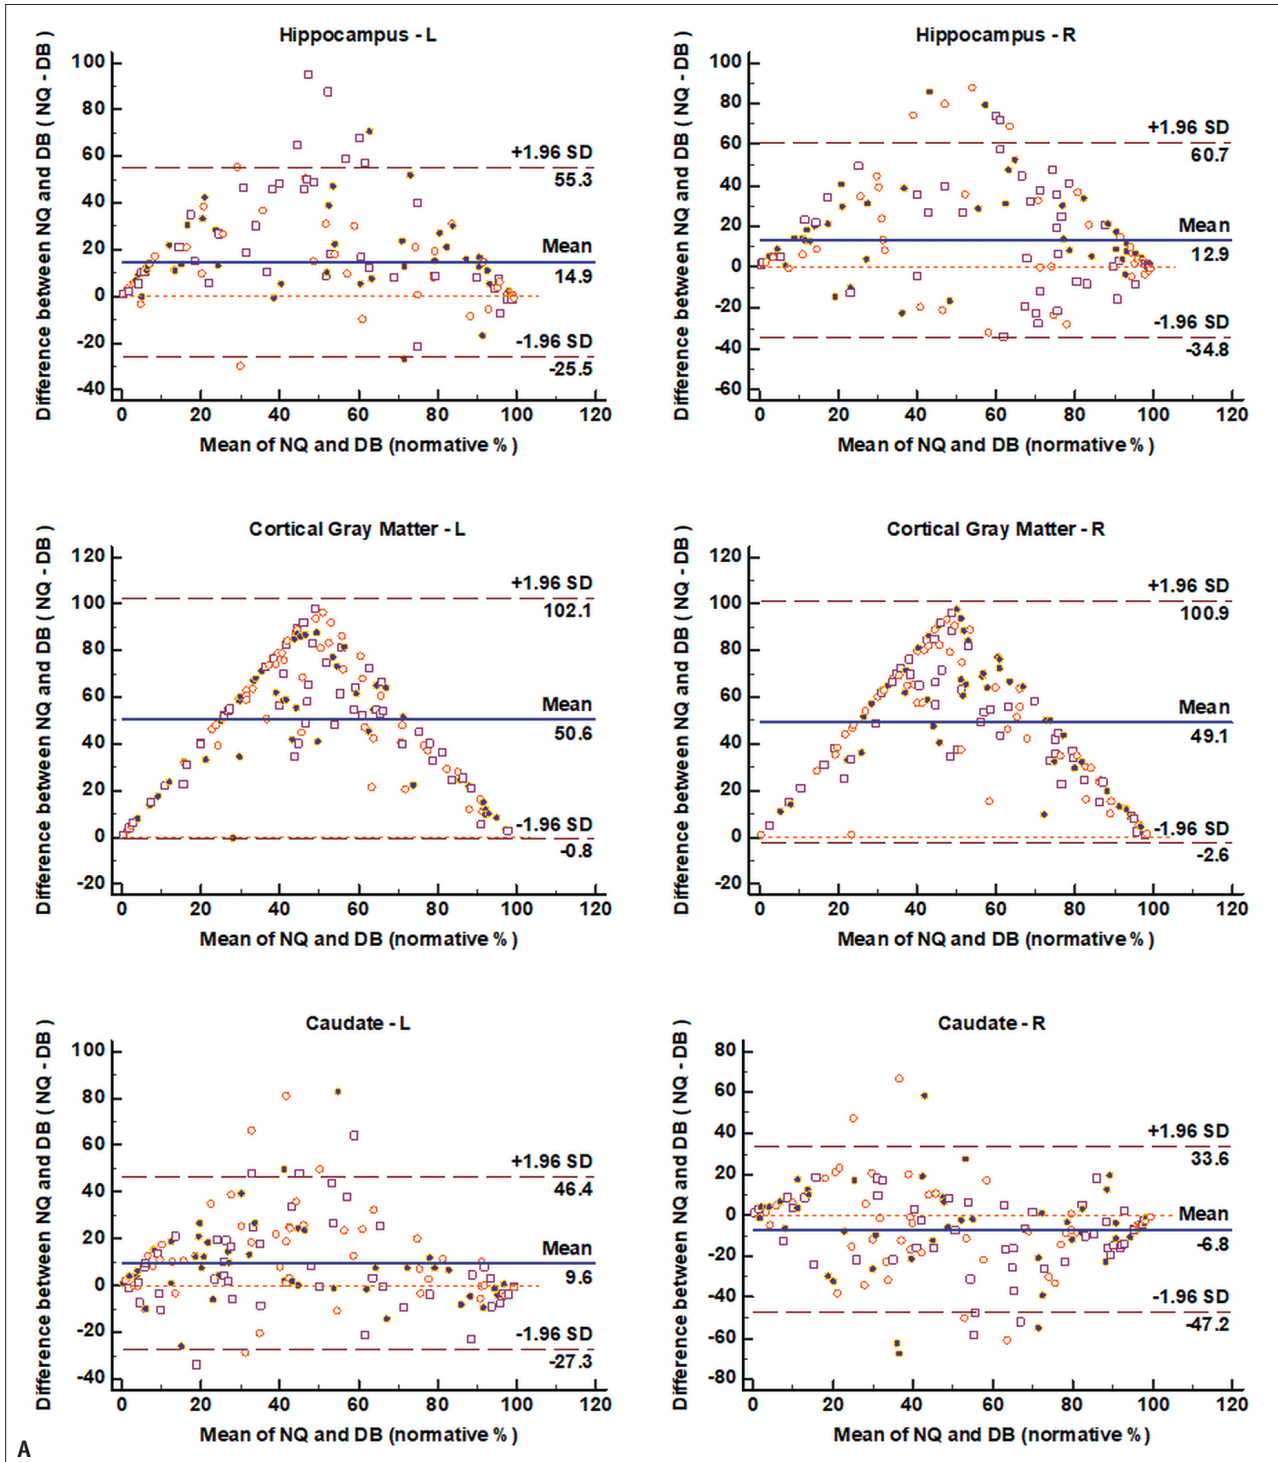 Hippocampus - L
Difference between NQ and DB ( NQ - DB )
100
80
60
40
20
0
-20
-40
+1.96 SD
55.3
Mean
14.9
-1.96 SD
-25.5
0 20 40 60 80 100 120
Mean of NQ and DB (normative % )
Hippocampus - R
Difference between NQ and DB ( NQ - DB )
100
80
60
40
20
0
-20
-40
-60
+1.96 SD
60.7
Mean
12.9
-1.96 SD
-34.8
0 20 40 60 80 100 120
Mean of NQ and DB (normative % )
Cortical Gray Matter - L
Difference between NQ and DB ( NQ - DB )
120
100
80
60
40
20
0
-20
+1.96 SD
102.1
Mean
50.6
-1.96 SD
-0.8
0 20 40 60 80 100 120
Mean of NQ and DB (normative % )
Cortical Gray Matter - R
Difference between NQ and DB ( NQ - DB )
120
100
80
60
40
20
0
-20
+1.96 SD
100.9
Mean
49.1
-1.96 SD
-2.6
0 20 40 60 80 100 120
Mean of NQ and DB (normative % )
Caudate - L
Difference between NQ and DB ( NQ - DB )
100
80
60
40
20
0
-20
-40
+1.96 SD
46.4
Mean
9.6
-1.96 SD
-27.3
0 20 40 60 80 100 120
Mean of NQ and DB (normative % )
Caudate - R
Difference between NQ and DB ( NQ - DB )
80
60
40
20
0
-20
-40
-60
-80
+1.96 SD
33.6
Mean
-6.8
-1.96 SD
-47.2
0 20 40 60 80 100 120
Mean of NQ and DB (normative % )
A